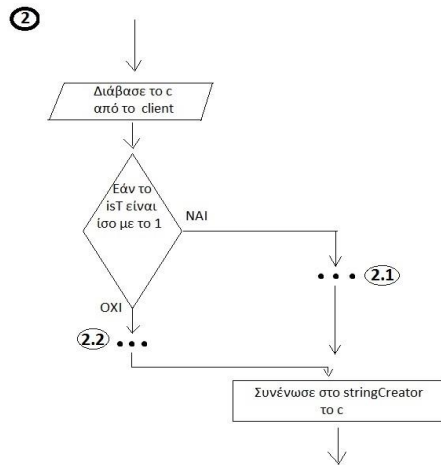 2
Διάβασε το c
από το client
Εάν το
isT είναι
ίσο με το 1
ΝΑΙ
2.1
ΟΧΙ
2.2
Συνένωσε στο stringCreator
το c